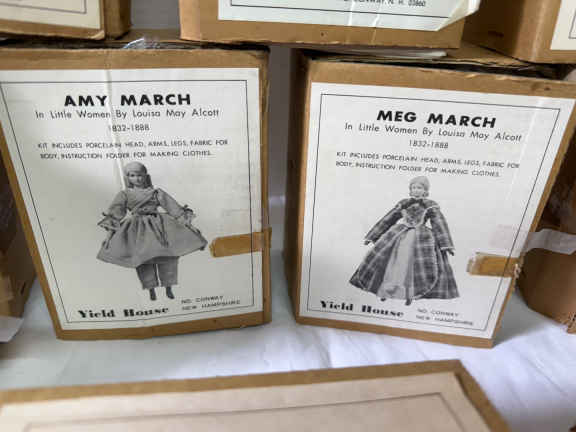 CONWAY, N. H. 03860
AMY MARCH
In Little Women By Louisa May Alcott
1832-1888
KIT INCLUDES PORCELAIN HEAD, ARMS, LEGS, FABRIC FOR
BODY, INSTRUCTION FOLDER FOR MAKING CLOTHES.
Yield House
NO. CONWAY
NEW HAMPSHIRE
MEG MARCH
In Little Women By Louisa May Alcott
1832-1888
KIT INCLUDES PORCELAIN HEAD, ARMS, LEGS, FABRIC FOR
BODY, INSTRUCTION FOLDER FOR MAKING CLOTHES.
Yield House
NO. CONWAY
NEW HAMPSHIRE